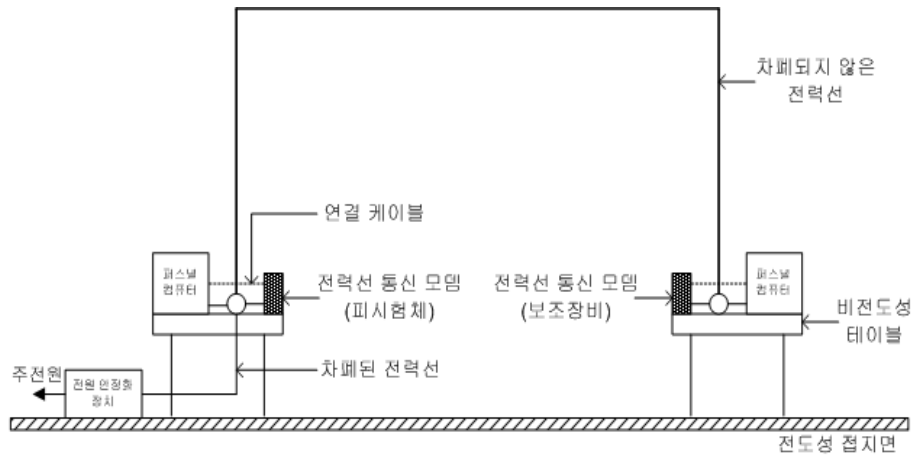 차폐되지 않은
전력선
연결 케이블
퍼스널
컴퓨터
전력선 통신 모뎀
(피시험체)
전력선 통신 모뎀
(보조장비)
퍼스널
컴퓨터
비전도성
테이블
차폐된 전력선
주전원
전원 안정화
장치
전도성 접지면